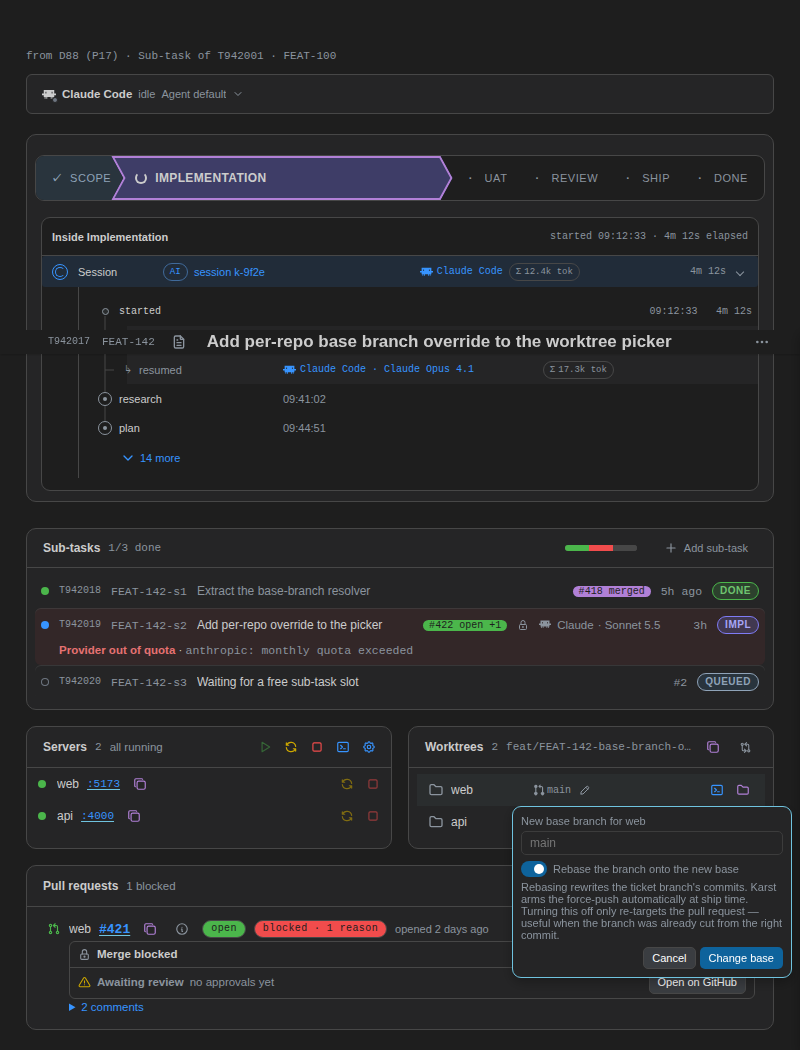 from D88 (P17) · Sub-task of T942001 · FEAT-100
Claude Code idle Agent default
SCOPE IMPLEMENTATION · UAT · REVIEW · SHIP · DONE
Inside Implementation started 09:12:33 · 4m 12s elapsed
Session AI session k-9f2e Claude Code Σ 12.4k tok 4m 12s
started 09:12:33 4m 12s
T942017 FEAT-142 Add per-repo base branch override to the worktree picker ···
↳ resumed Claude Code · Claude Opus 4.1 Σ 17.3k tok
research 09:41:02
plan 09:44:51
14 more
Sub-tasks 1/3 done + Add sub-task
T942018 FEAT-142-s1 Extract the base-branch resolver #418 merged 5h ago DONE
T942019 FEAT-142-s2 Add per-repo override to the picker #422 open +1 Claude · Sonnet 5.5 3h IMPL
Provider out of quota · anthropic: monthly quota exceeded
T942020 FEAT-142-s3 Waiting for a free sub-task slot #2 QUEUED
Servers 2 all running
web :5173
api :4000
Worktrees 2 feat/FEAT-142-base-branch-o…
web main
api
New base branch for web
main
Rebase the branch onto the new base
Rebasing rewrites the ticket branch's commits. Karst
arms the force-push automatically at ship time.
Turning this off only re-targets the pull request —
useful when the branch was already cut from the right
commit.
Cancel Change base
Pull requests 1 blocked
web #421 open blocked · 1 reason opened 2 days ago
Merge blocked
Awaiting review no approvals yet Open on GitHub
2 comments